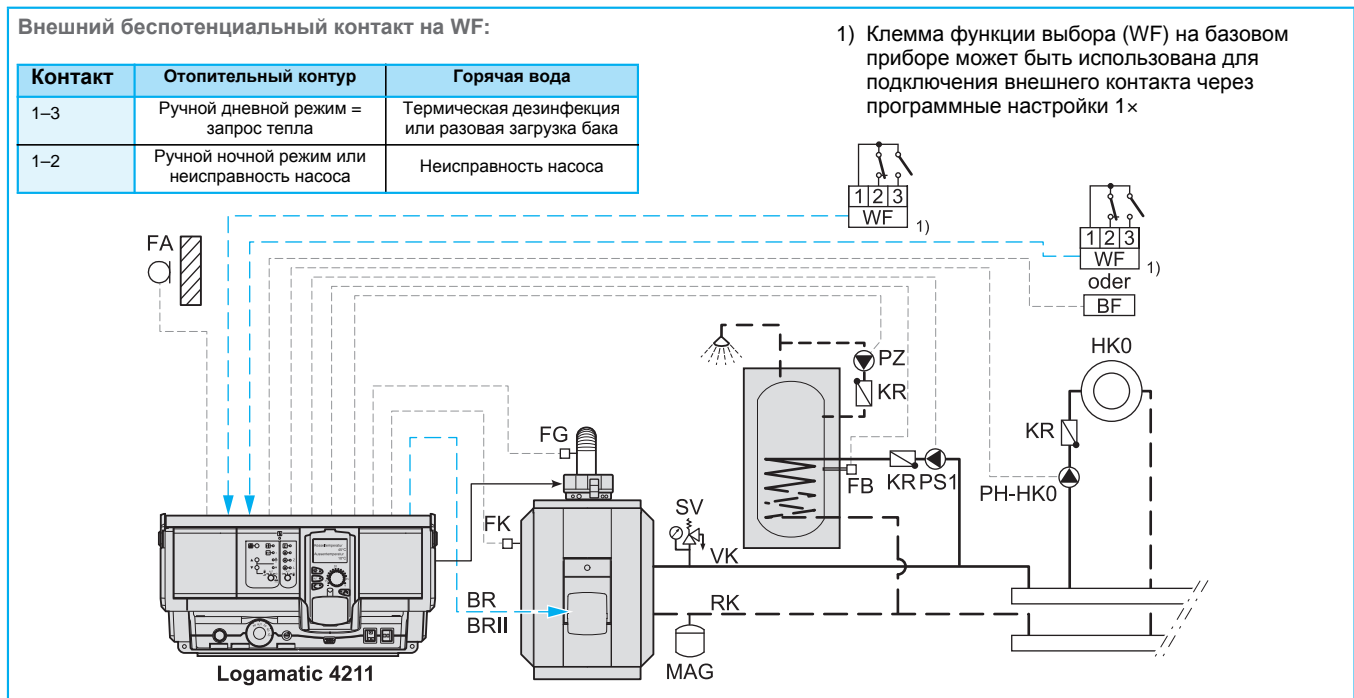 Внешний беспотенциальный контакт на WF:
1) Клемма функции выбора (WF) на базовом
приборе может быть использована для
подключения внешнего контакта через
программные настройки 1×
Контакт
Отопительный контур
Горячая вода
1–3
Ручной дневной режим =
запрос тепла
Термическая дезинфекция
или разовая загрузка бака
1–2
Ручной ночной режим или
неисправность насоса
Неисправность насоса
1 2 3
WF
1)
1 2 3
WF
1)
oder
BF
FA
HK0
PZ
KR
KR
FG
FB
KR
PS1
PH-HK0
SV
FK
VK
BR
BRII
RK
MAG
Logamatic 4211